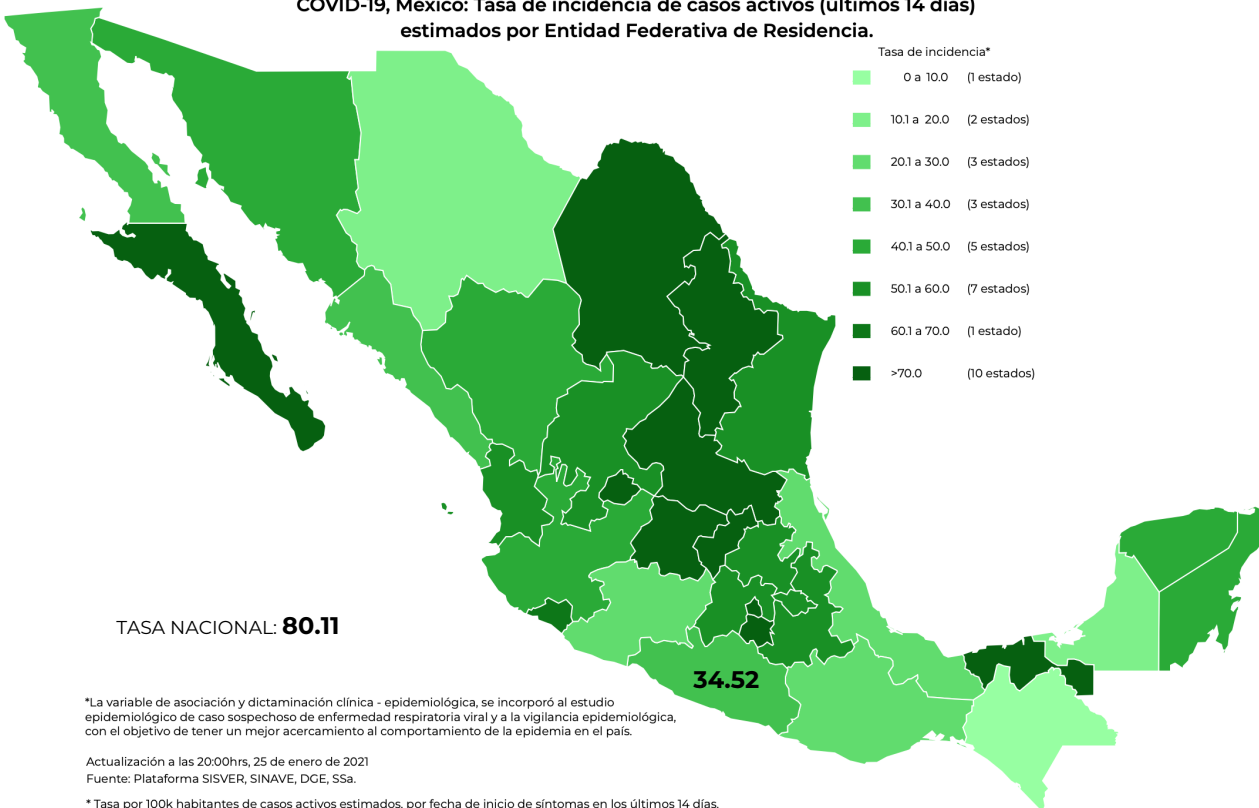 COVID-19, México: Tasa de incidencia de casos activos (últimos 14 días)
estimados por Entidad Federativa de Residencia.
Tasa de incidencia*
0 a 10.0 (1 estado)
10.1 a 20.0 (2 estados)
20.1 a 30.0 (3 estados)
30.1 a 40.0 (3 estados)
40.1 a 50.0 (5 estados)
50.1 a 60.0 (7 estados)
60.1 a 70.0 (1 estado)
>70.0 (10 estados)
TASA NACIONAL: 80.11
34.52
*La variable de asociación y dictaminación clínica - epidemiológica, se incorporó al estudio
epidemiológico de caso sospechoso de enfermedad respiratoria viral y a la vigilancia epidemiológica,
con el objetivo de tener un mejor acercamiento al comportamiento de la epidemia en el país.
Actualización a las 20:00hrs, 25 de enero de 2021
Fuente: Plataforma SISVER, SINAVE, DGE, SSa.
* Tasa por 100k habitantes de casos activos estimados, por fecha de inicio de síntomas en los últimos 14 días.